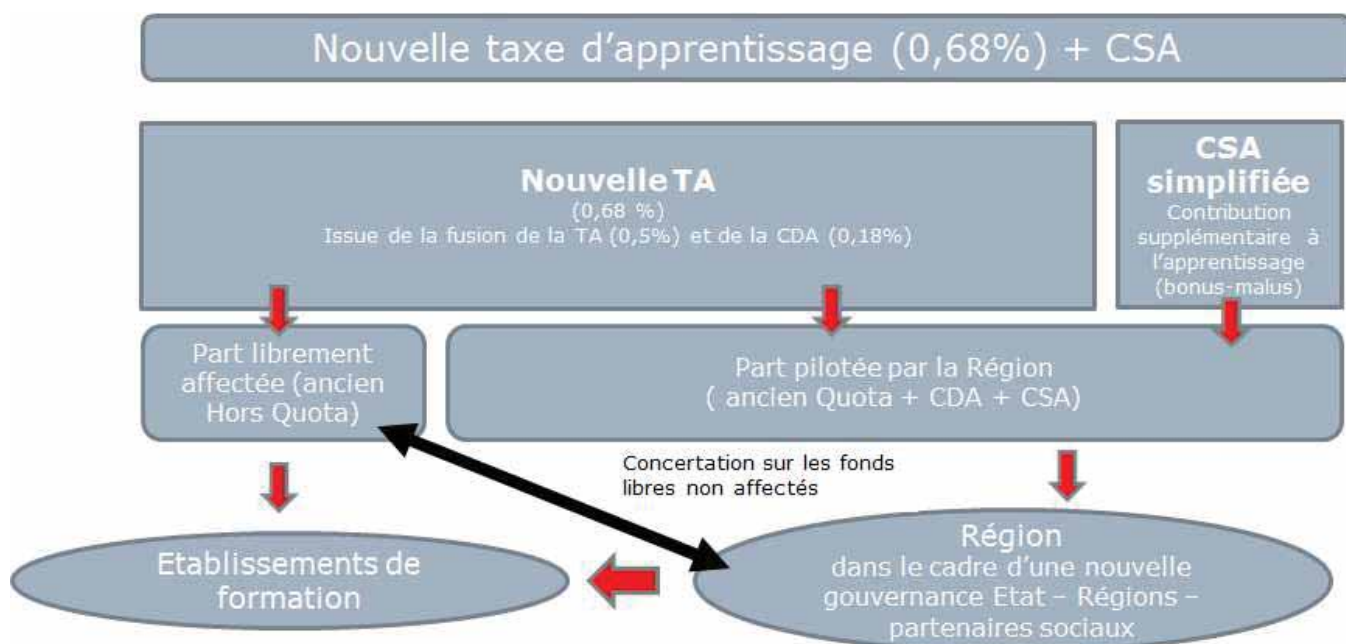 Nouvelle taxe d'apprentissage (0,68%) + CSA
Nouvelle TA
(0,68 %)
Issue de la fusion de la TA (0,5%) et de la CDA (0,18%)
CSA
simplifiée
Contribution
supplémentaire à
l'apprentissage
(bonus-malus)
Part librement
affectée (ancien
Hors Quota)
Part pilotée par la Région
( ancien Quota + CDA + CSA)
Concertation sur les fonds
libres non affectés
Etablissements de
formation
Région
dans le cadre d'une nouvelle
gouvernance Etat – Régions –
partenaires sociaux